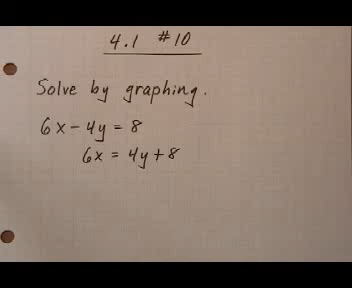 4.1 #10
Solve by graphing.
6x - 4y = 8
6x = 4y + 8